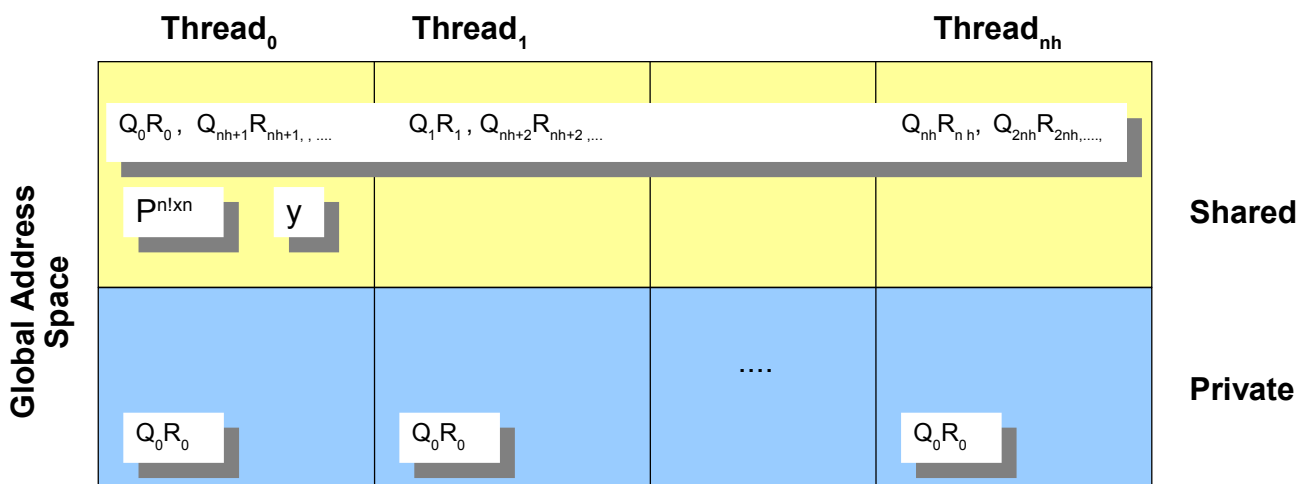 Thread₀ Thread₁ Threadₙₕ
Q₀R₀ , Qₙₕ₊₁Rₙₕ₊₁, , .... Q₁R₁ , Qₙₕ₊₂Rₙₕ₊₂ ,... QₙₕRₙ ₕ, Q₂ₙₕR₂ₙₕ,....,
Pⁿ!ˣⁿ y
Shared
Global Address
Space
....
Private
Q₀R₀ Q₀R₀ Q₀R₀